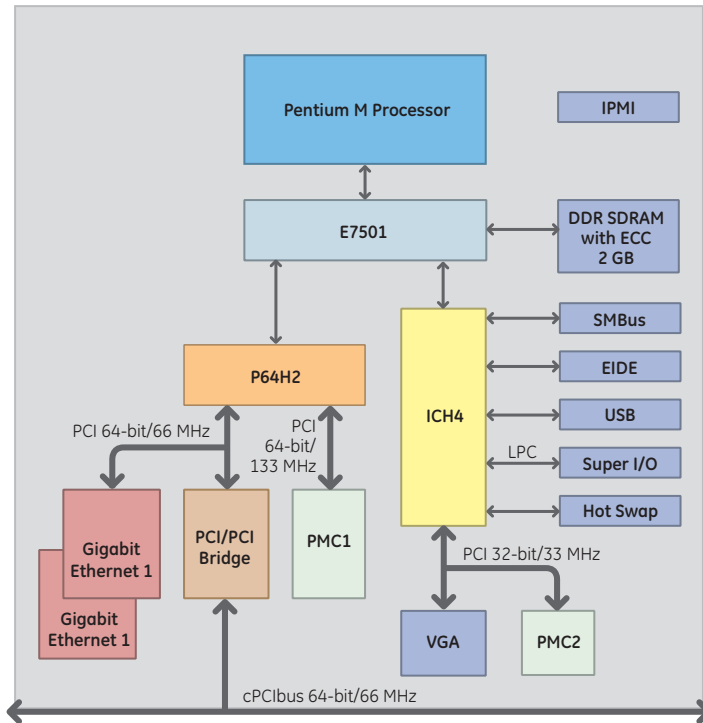 Pentium M Processor
IPMI
E7501
DDR SDRAM
with ECC
2 GB
SMBus
P64H2
EIDE
ICH4
USB
PCI 64-bit/66 MHz
PCI
64-bit/
133 MHz
LPC
Super I/O
Hot Swap
Gigabit
Ethernet 1
PCI/PCI
Bridge
PMC1
PCI 32-bit/33 MHz
Gigabit
Ethernet 1
VGA
PMC2
cPCIbus 64-bit/66 MHz